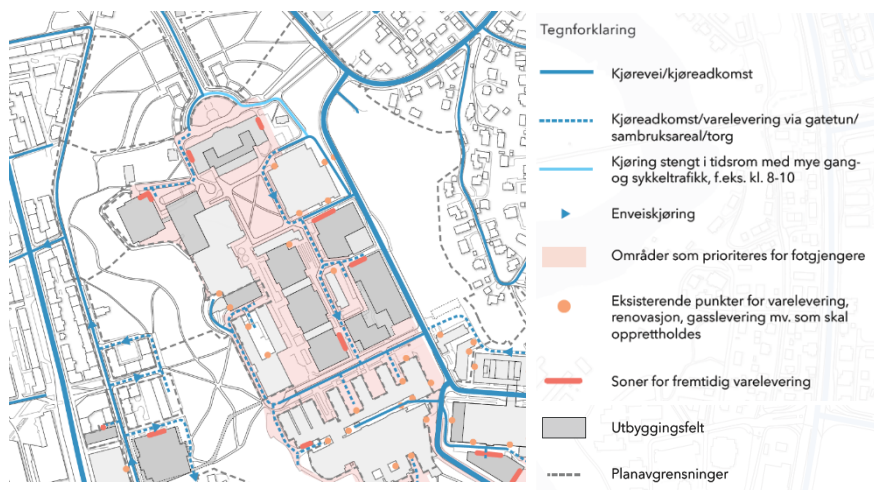 Tegnforklaring
Kjørevei/kjøreadkomst
Kjøreadkomst/varelevering via gatetun/
sambruksareal/torg
Kjøring stengt i tidsrom med mye gang-
og sykkeltrafikk, f.eks. kl. 8-10
Enveiskjøring
Områder som prioriteres for fotgjengere
Eksisterende punkter for varelevering,
renovasjon, gasslevering mv. som skal
opprettholdes
Soner for fremtidig varelevering
Utbyggingsfelt
Planavgrensninger